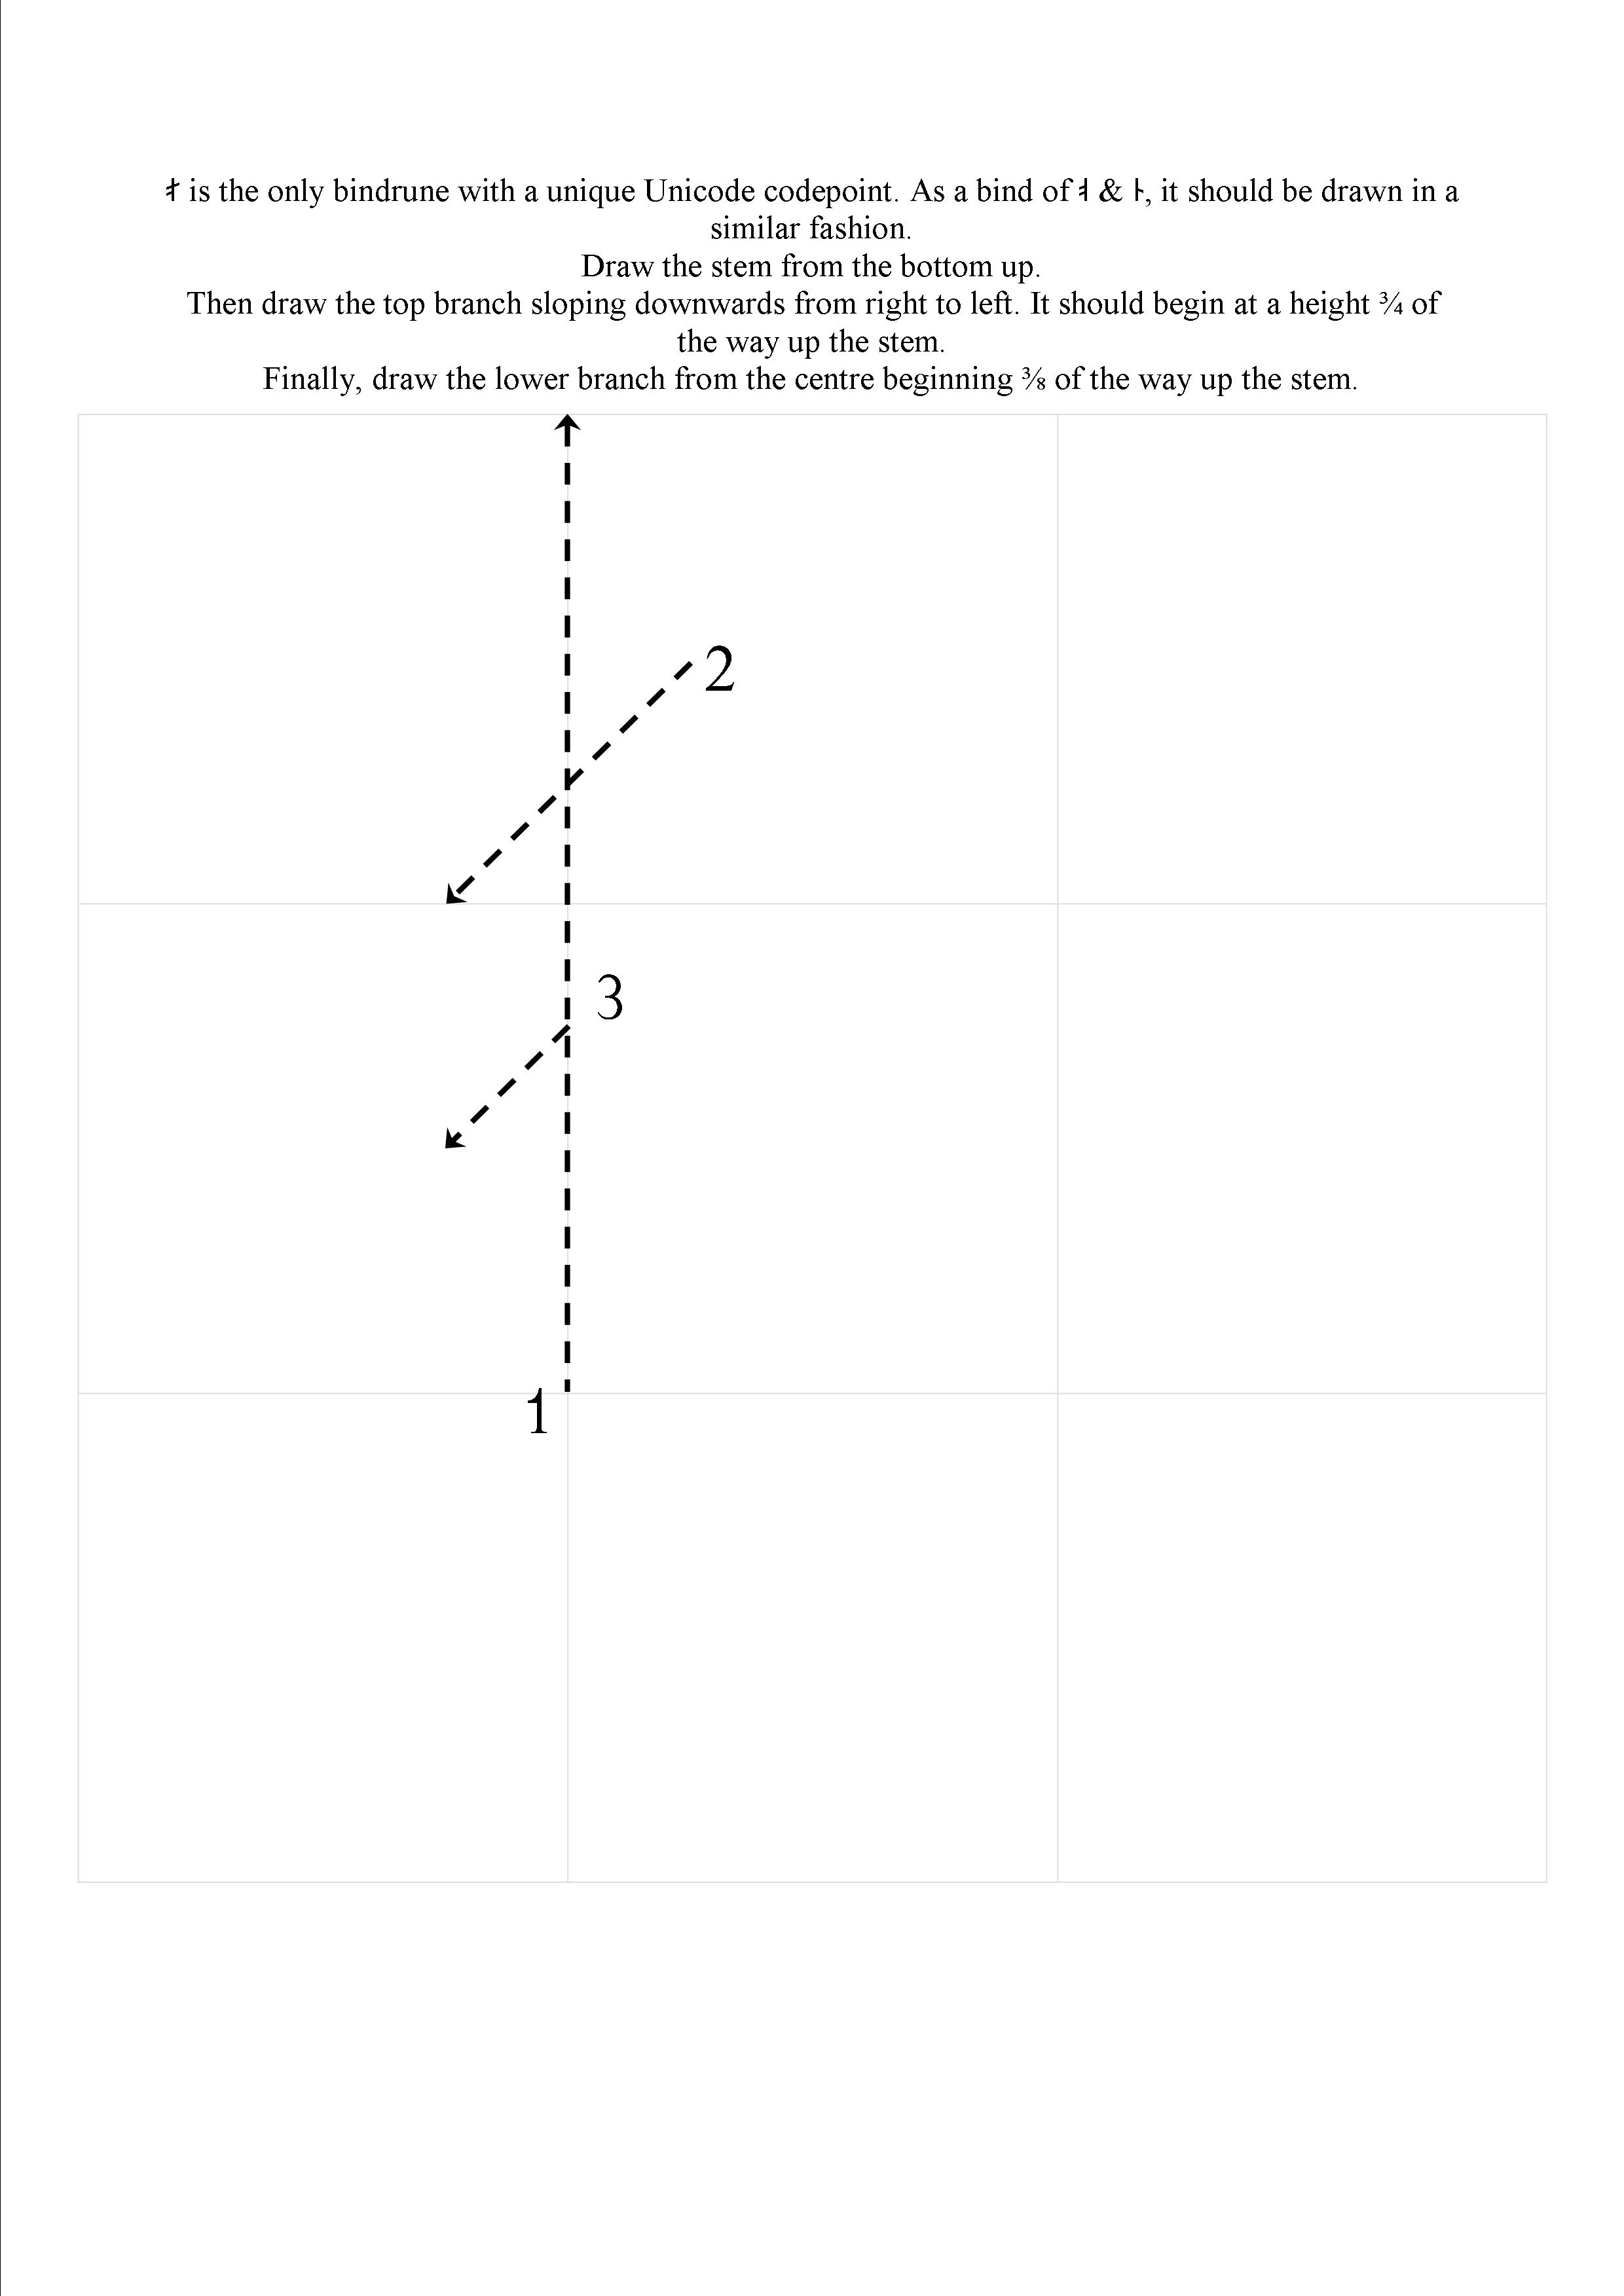 ᚰ is the only bindrune with a unique Unicode codepoint. As a bind of ᚮ & ᚿ, it should be drawn in a
similar fashion.
Draw the stem from the bottom up.
Then draw the top branch sloping downwards from right to left. It should begin at a height ¾ of
the way up the stem.
Finally, draw the lower branch from the centre beginning ⅜ of the way up the stem.
2
3
1